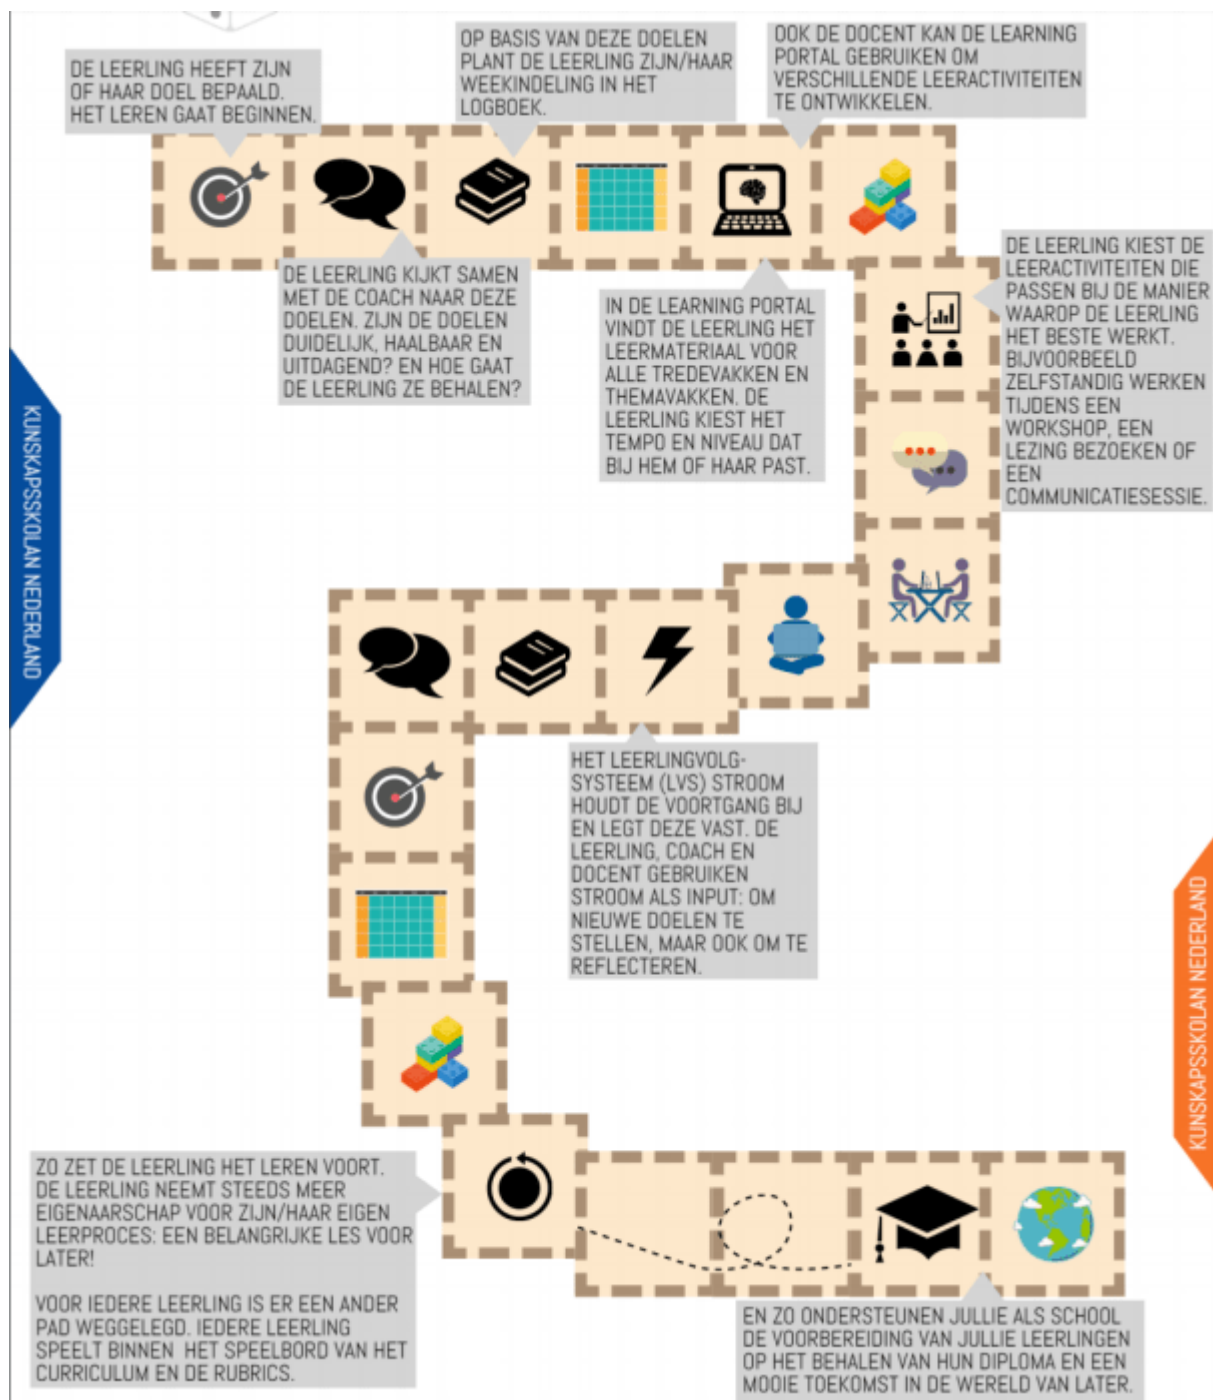 DE LEERLING HEEFT ZIJN
OF HAAR DOEL BEPAALD.
HET LEREN GAAT BEGINNEN.
OP BASIS VAN DEZE DOELEN
PLANT DE LEERLING ZIJN/HAAR
WEEKINDELING IN HET
LOGBOEK.
OOK DE DOCENT KAN DE LEARNING
PORTAL GEBRUIKEN OM
VERSCHILLENDE LEERACTIVITEITEN
TE ONTWIKKELEN.
DE LEERLING KIJKT SAMEN
MET DE COACH NAAR DEZE
DOELEN. ZIJN DE DOELEN
DUIDELIJK, HAALBAAR EN
UITDAGEND? EN HOE GAAT
DE LEERLING ZE BEHALEN?
IN DE LEARNING PORTAL
VINDT DE LEERLING HET
LEERMATERIAAL VOOR
ALLE TREDEVAKKEN EN
THEMAVAKKEN. DE
LEERLING KIEST HET
TEMPO EN NIVEAU DAT
BIJ HEM OF HAAR PAST.
DE LEERLING KIEST DE
LEERACTIVITEITEN DIE
PASSEN BIJ DE MANIER
WAAROP DE LEERLING
HET BESTE WERKT.
BIJVOORBEELD
ZELFSTANDIG WERKEN
TIJDENS EEN
WORKSHOP, EEN
LEZING BEZOEKEN OF
EEN
COMMUNICATIESESSIE.
KUNSKAPSSKOLAN NEDERLAND
HET LEERLINGVOLG-
SYSTEEM (LVS) STROOM
HOUDT DE VOORTGANG BIJ
EN LEGT DEZE VAST. DE
LEERLING, COACH EN
DOCENT GEBRUIKEN
STROOM ALS INPUT: OM
NIEUWE DOELEN TE
STELLEN, MAAR OOK OM TE
REFLECTEREN.
KUNSKAPSSKOLAN NEDERLAND
ZO ZET DE LEERLING HET LEREN VOORT.
DE LEERLING NEEMT STEEDS MEER
EIGENAARSCHAP VOOR ZIJN/HAAR EIGEN
LEERPROCES: EEN BELANGRIJKE LES VOOR
LATER!
VOOR IEDERE LEERLING IS ER EEN ANDER
PAD WEGGELEGD. IEDERE LEERLING
SPEELT BINNEN HET SPEELBORD VAN HET
CURRICULUM EN DE RUBRICS.
EN ZO ONDERSTEUNEN JULLIE ALS SCHOOL
DE VOORBEREIDING VAN JULLIE LEERLINGEN
OP HET BEHALEN VAN HUN DIPLOMA EN EEN
MOOIE TOEKOMST IN DE WERELD VAN LATER.